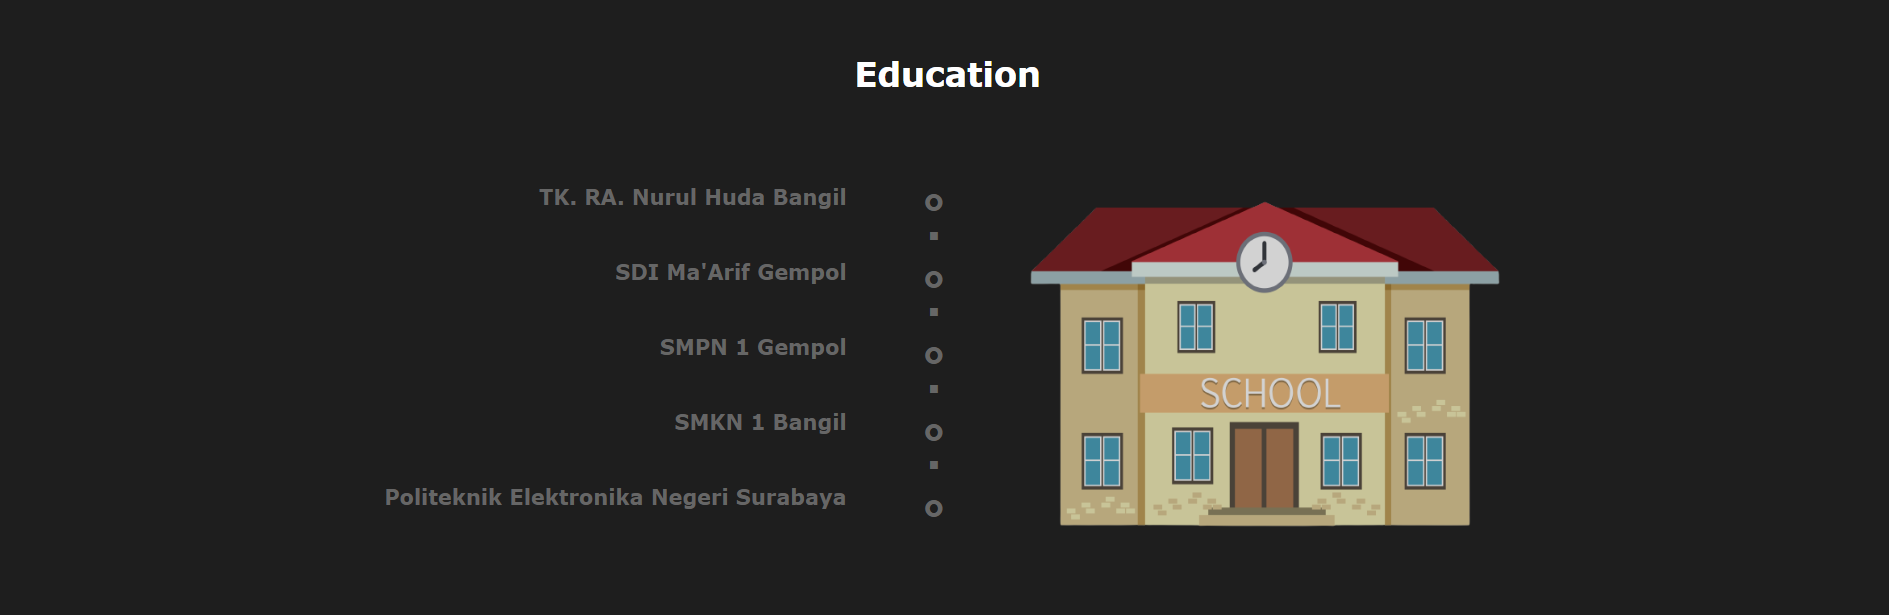 Education
TK. RA. Nurul Huda Bangil
SDI Ma'Arif Gempol
SMPN 1 Gempol
SMKN 1 Bangil
Politeknik Elektronika Negeri Surabaya
SCHOOL